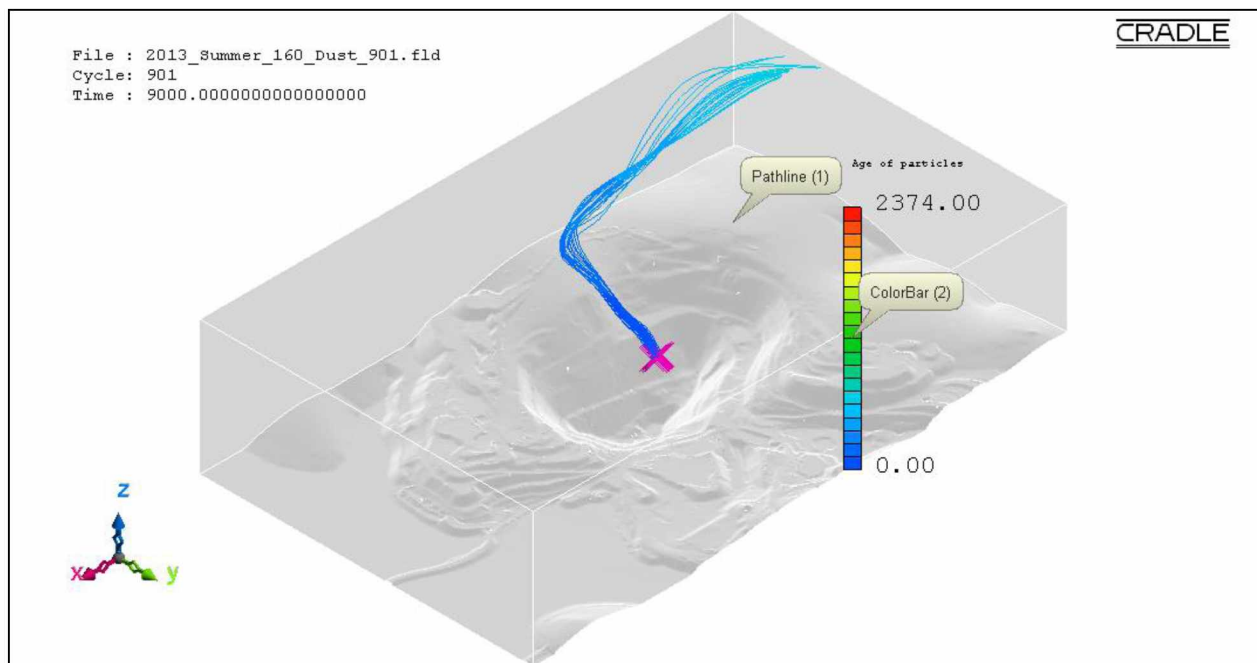 CRADLE
File : 2013_Summer_160_Dust_901.fld
Cycle: 901
Time : 9000.0000000000000000
Age of particles
Pathline (1)
2374.00
ColorBar (2)
0.00
z
x
y